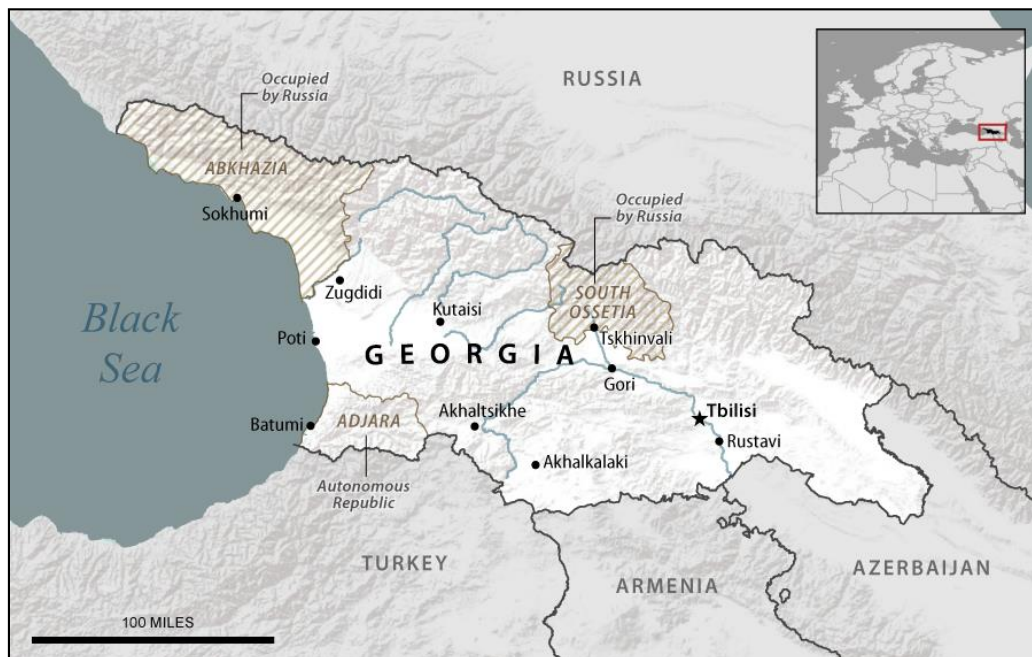 RUSSIA
Occupied
by Russia
ABKHAZIA
Sokhumi
Occupied
by Russia
Zugdidi
Kutaisi
SOUTH
OSSETIA
Tskhinvali
Black
Sea
Poti
GEORGIA
Gori
Batumi
ADJARA
Akhaltsikhe
Tbilisi
Rustavi
Akhalkalaki
Autonomous
Republic
TURKEY
ARMENIA
AZERBAIJAN
100 MILES